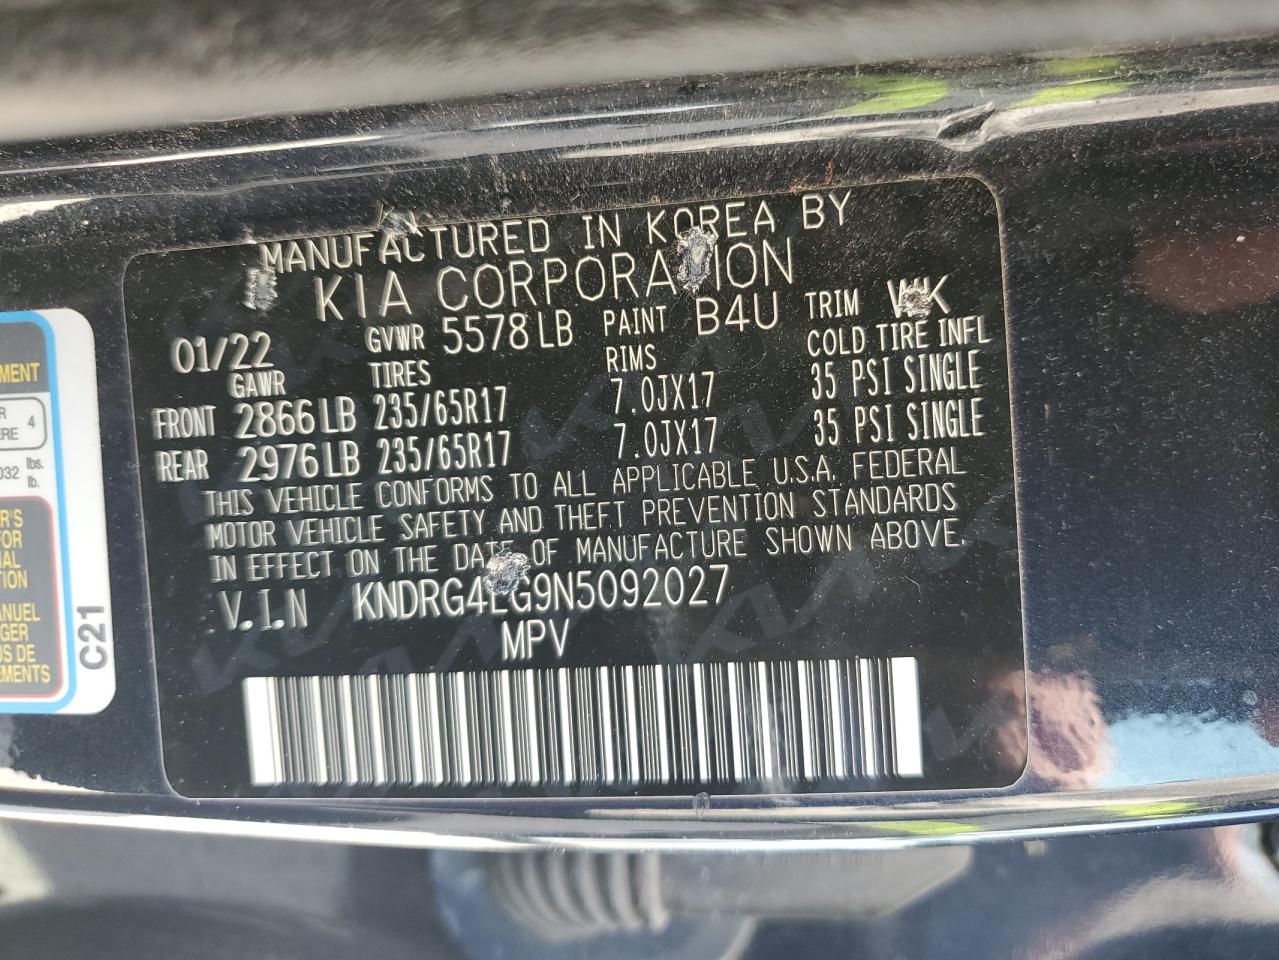 MANUFACTURED IN KOREA BY
KIA CORPORATION
01/22 GVWR 5578 LB PAINT B4U TRIM
GAWR TIRES RIMS COLD TIRE INFL
FRONT 2866 LB 235/65R17 7.0JX17 35 PSI SINGLE
REAR 2976 LB 235/65R17 7.0JX17 35 PSI SINGLE
THIS VEHICLE CONFORMS TO ALL APPLICABLE U.S.A. FEDERAL
MOTOR VEHICLE SAFETY AND THEFT PREVENTION STANDARDS
IN EFFECT ON THE DATE OF MANUFACTURE SHOWN ABOVE.
V.I.N KNDRG4LG9N5092027
MPV
4
lbs.
lb.
C21